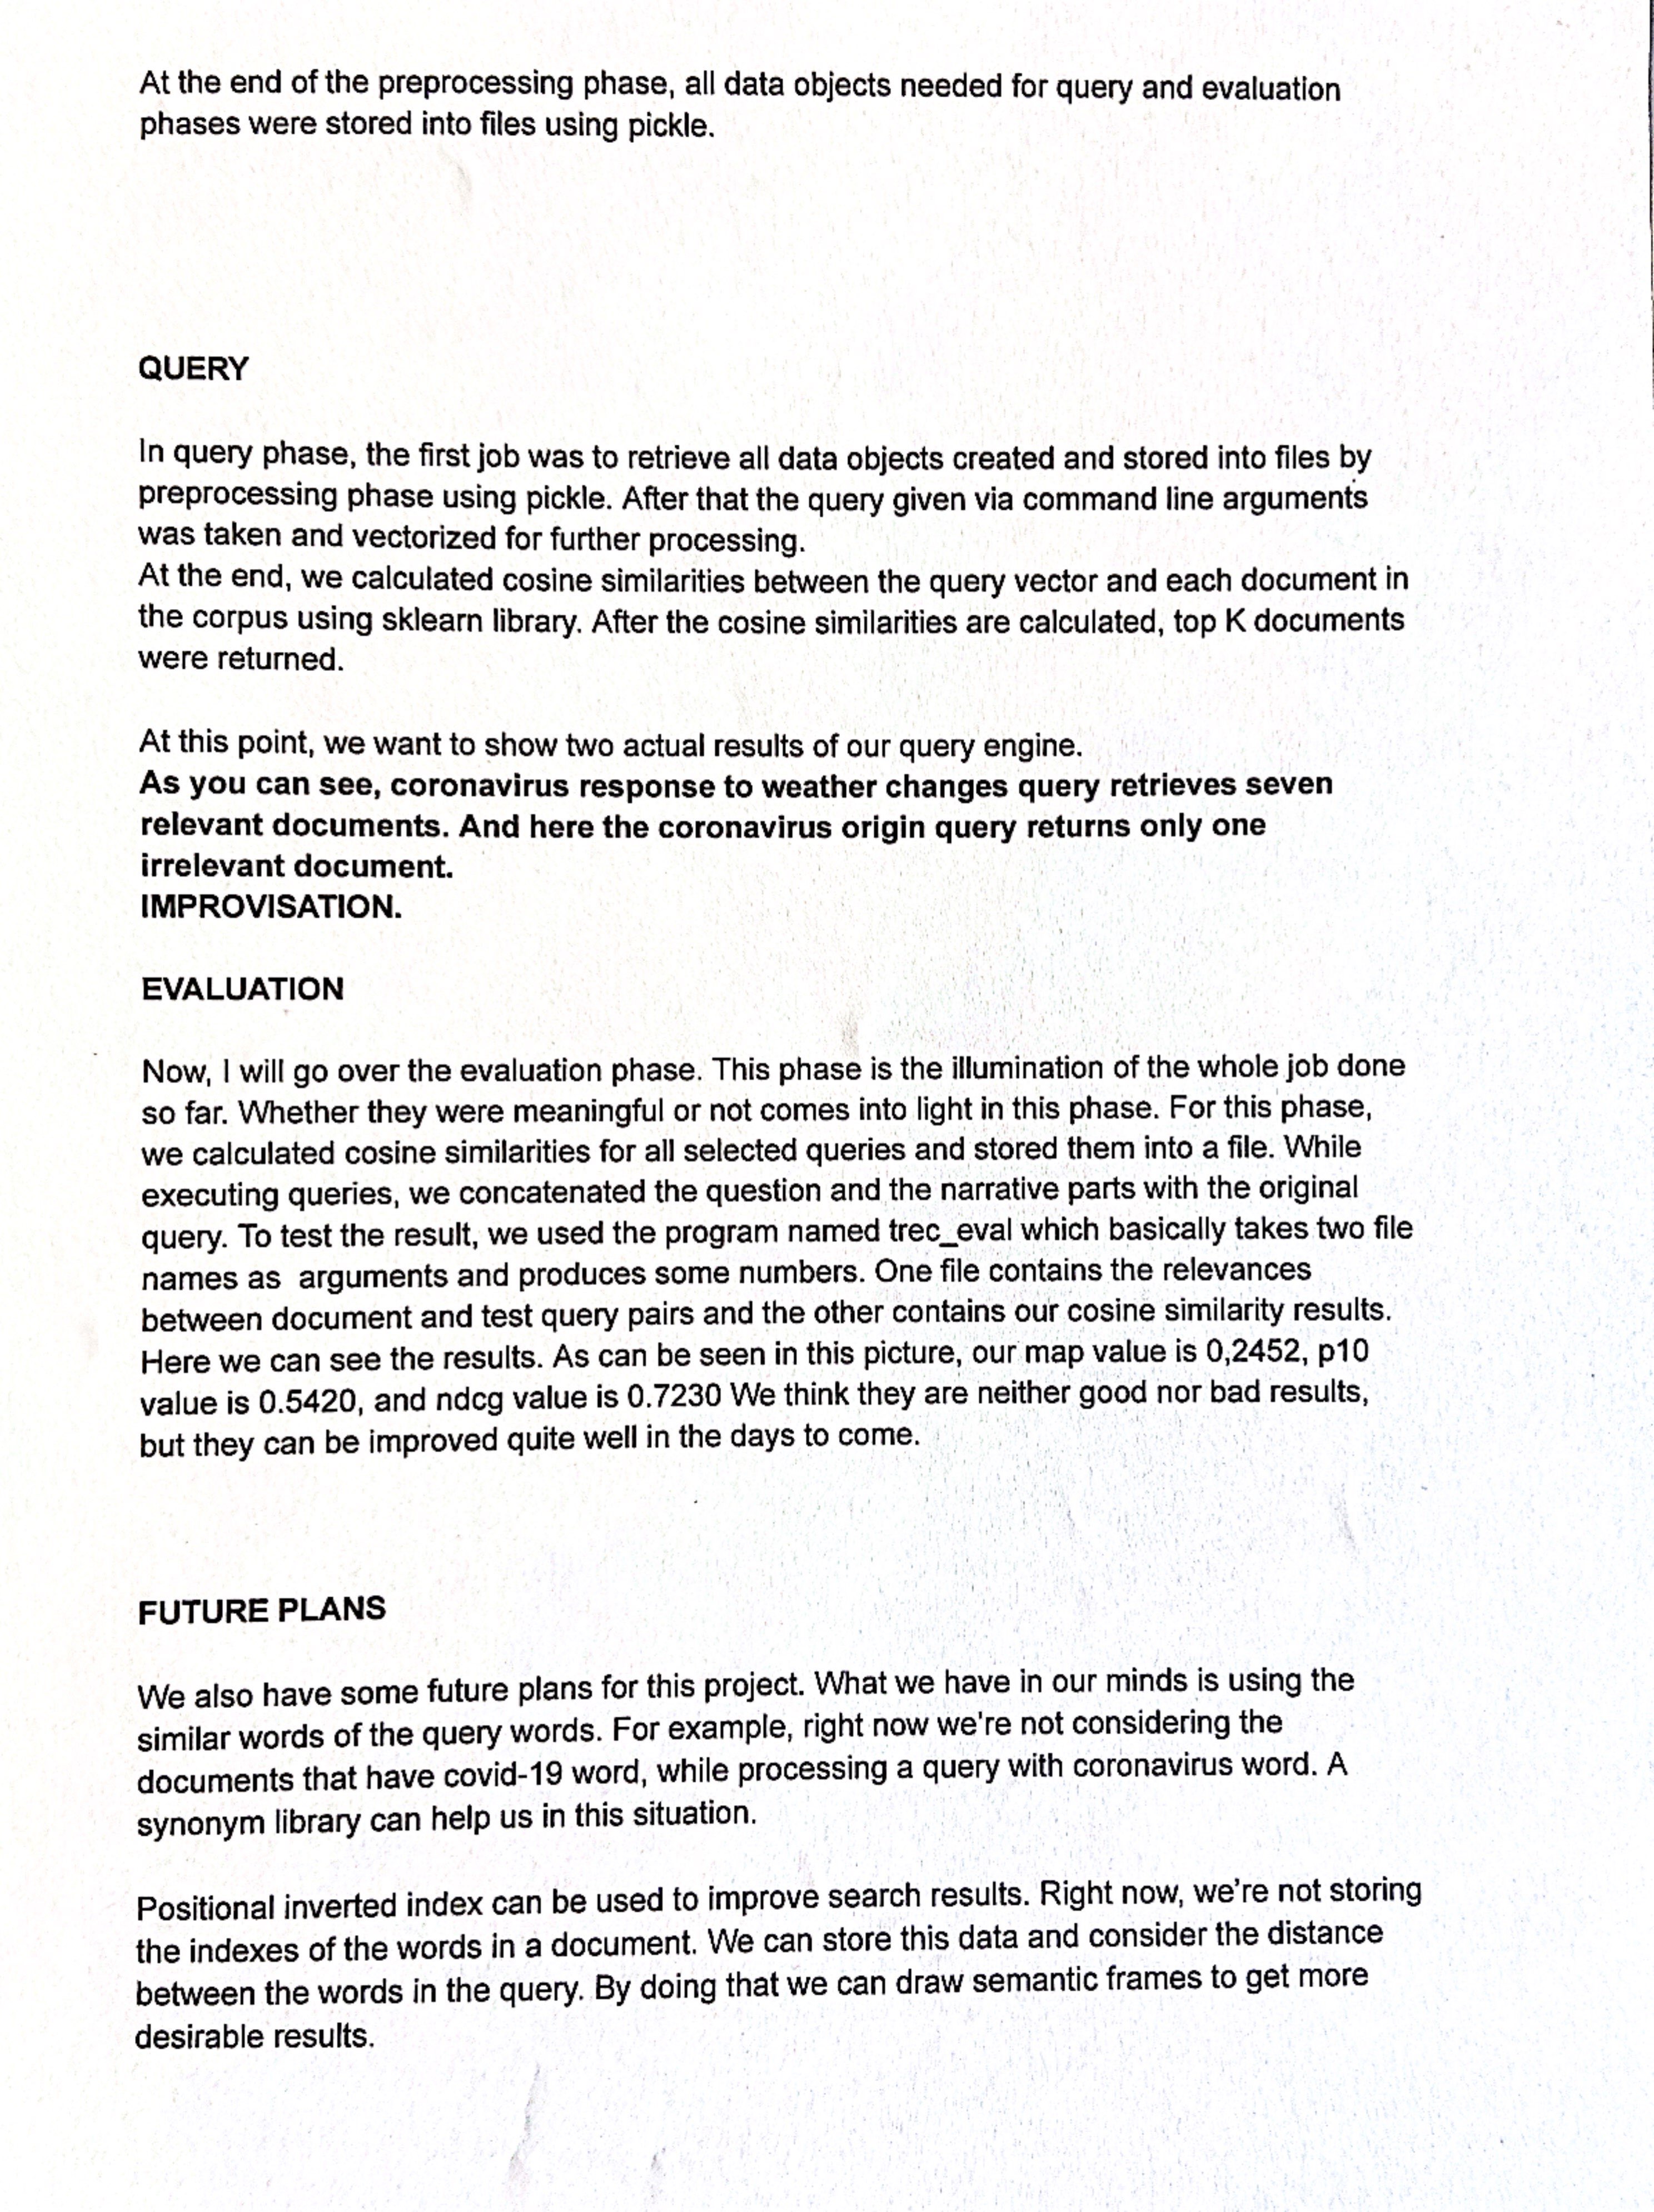 At the end of the preprocessing phase, all data objects needed for query and evaluation
phases were stored into files using pickle.
QUERY
In query phase, the first job was to retrieve all data objects created and stored into files by
preprocessing phase using pickle. After that the query given via command line arguments
was taken and vectorized for further processing.
At the end, we calculated cosine similarities between the query vector and each document in
the corpus using sklearn library. After the cosine similarities are calculated, top K documents
were returned.
At this point, we want to show two actual results of our query engine.
As you can see, coronavirus response to weather changes query retrieves seven
relevant documents. And here the coronavirus origin query returns only one
irrelevant document.
IMPROVISATION.
EVALUATION
Now, I will go over the evaluation phase. This phase is the illumination of the whole job done
so far. Whether they were meaningful or not comes into light in this phase. For this phase,
we calculated cosine similarities for all selected queries and stored them into a file. While
executing queries, we concatenated the question and the narrative parts with the original
query. To test the result, we used the program named trec_eval which basically takes two file
names as  arguments and produces some numbers. One file contains the relevances
between document and test query pairs and the other contains our cosine similarity results.
Here we can see the results. As can be seen in this picture, our map value is 0,2452, p10
value is 0.5420, and ndcg value is 0.7230 We think they are neither good nor bad results,
but they can be improved quite well in the days to come.
FUTURE PLANS
We also have some future plans for this project. What we have in our minds is using the
similar words of the query words. For example, right now we're not considering the
documents that have covid-19 word, while processing a query with coronavirus word. A
synonym library can help us in this situation.
Positional inverted index can be used to improve search results. Right now, we're not storing
the indexes of the words in a document. We can store this data and consider the distance
between the words in the query. By doing that we can draw semantic frames to get more
desirable results.